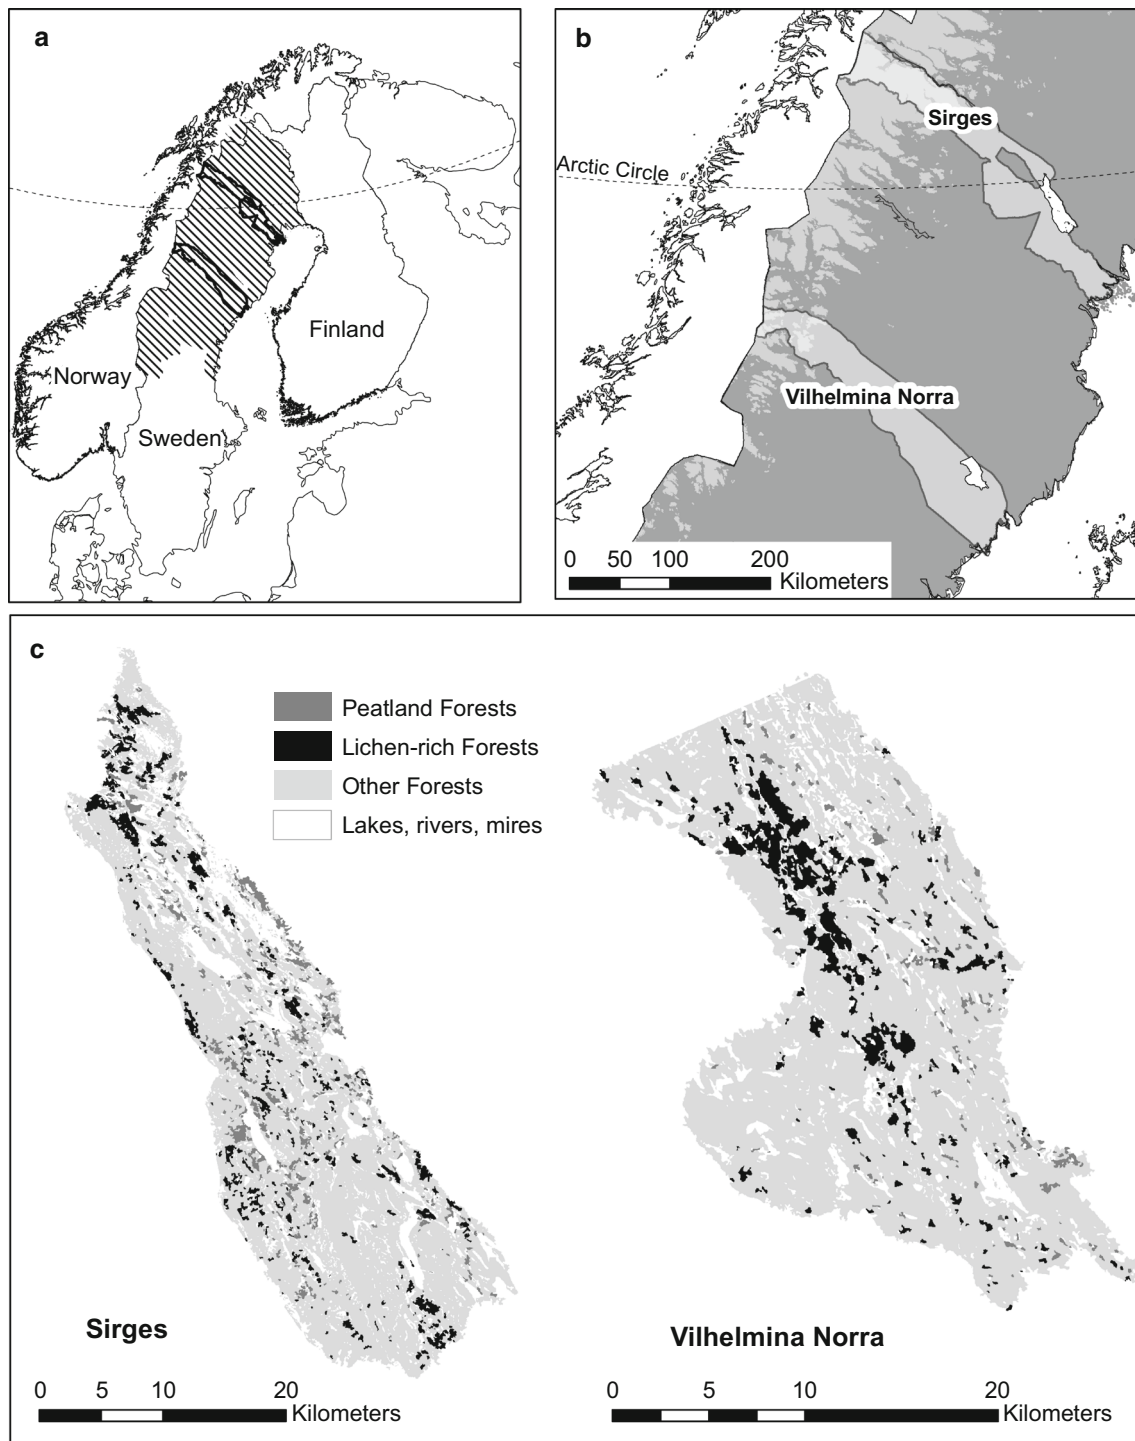 a
Norway
Sweden
Finland
b
Sirges
Arctic Circle
Vilhelmina Norra
0 50 100 200
Kilometers
c
Peatland Forests
Lichen-rich Forests
Other Forests
Lakes, rivers, mires
Sirges
0 5 10 20
Kilometers
Vilhelmina Norra
0 5 10 20
Kilometers